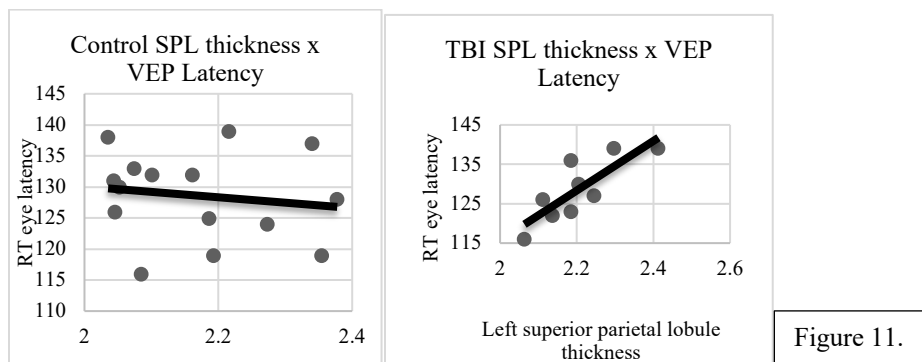 Control SPL thickness x
VEP Latency
145
140
135
130
125
120
115
110
RT eye latency
2
2.2
2.4
TBI SPL thickness x VEP
Latency
145
135
125
115
RT eye latency
2
2.2
2.4
2.6
Left superior parietal lobule
thickness
Figure 11.